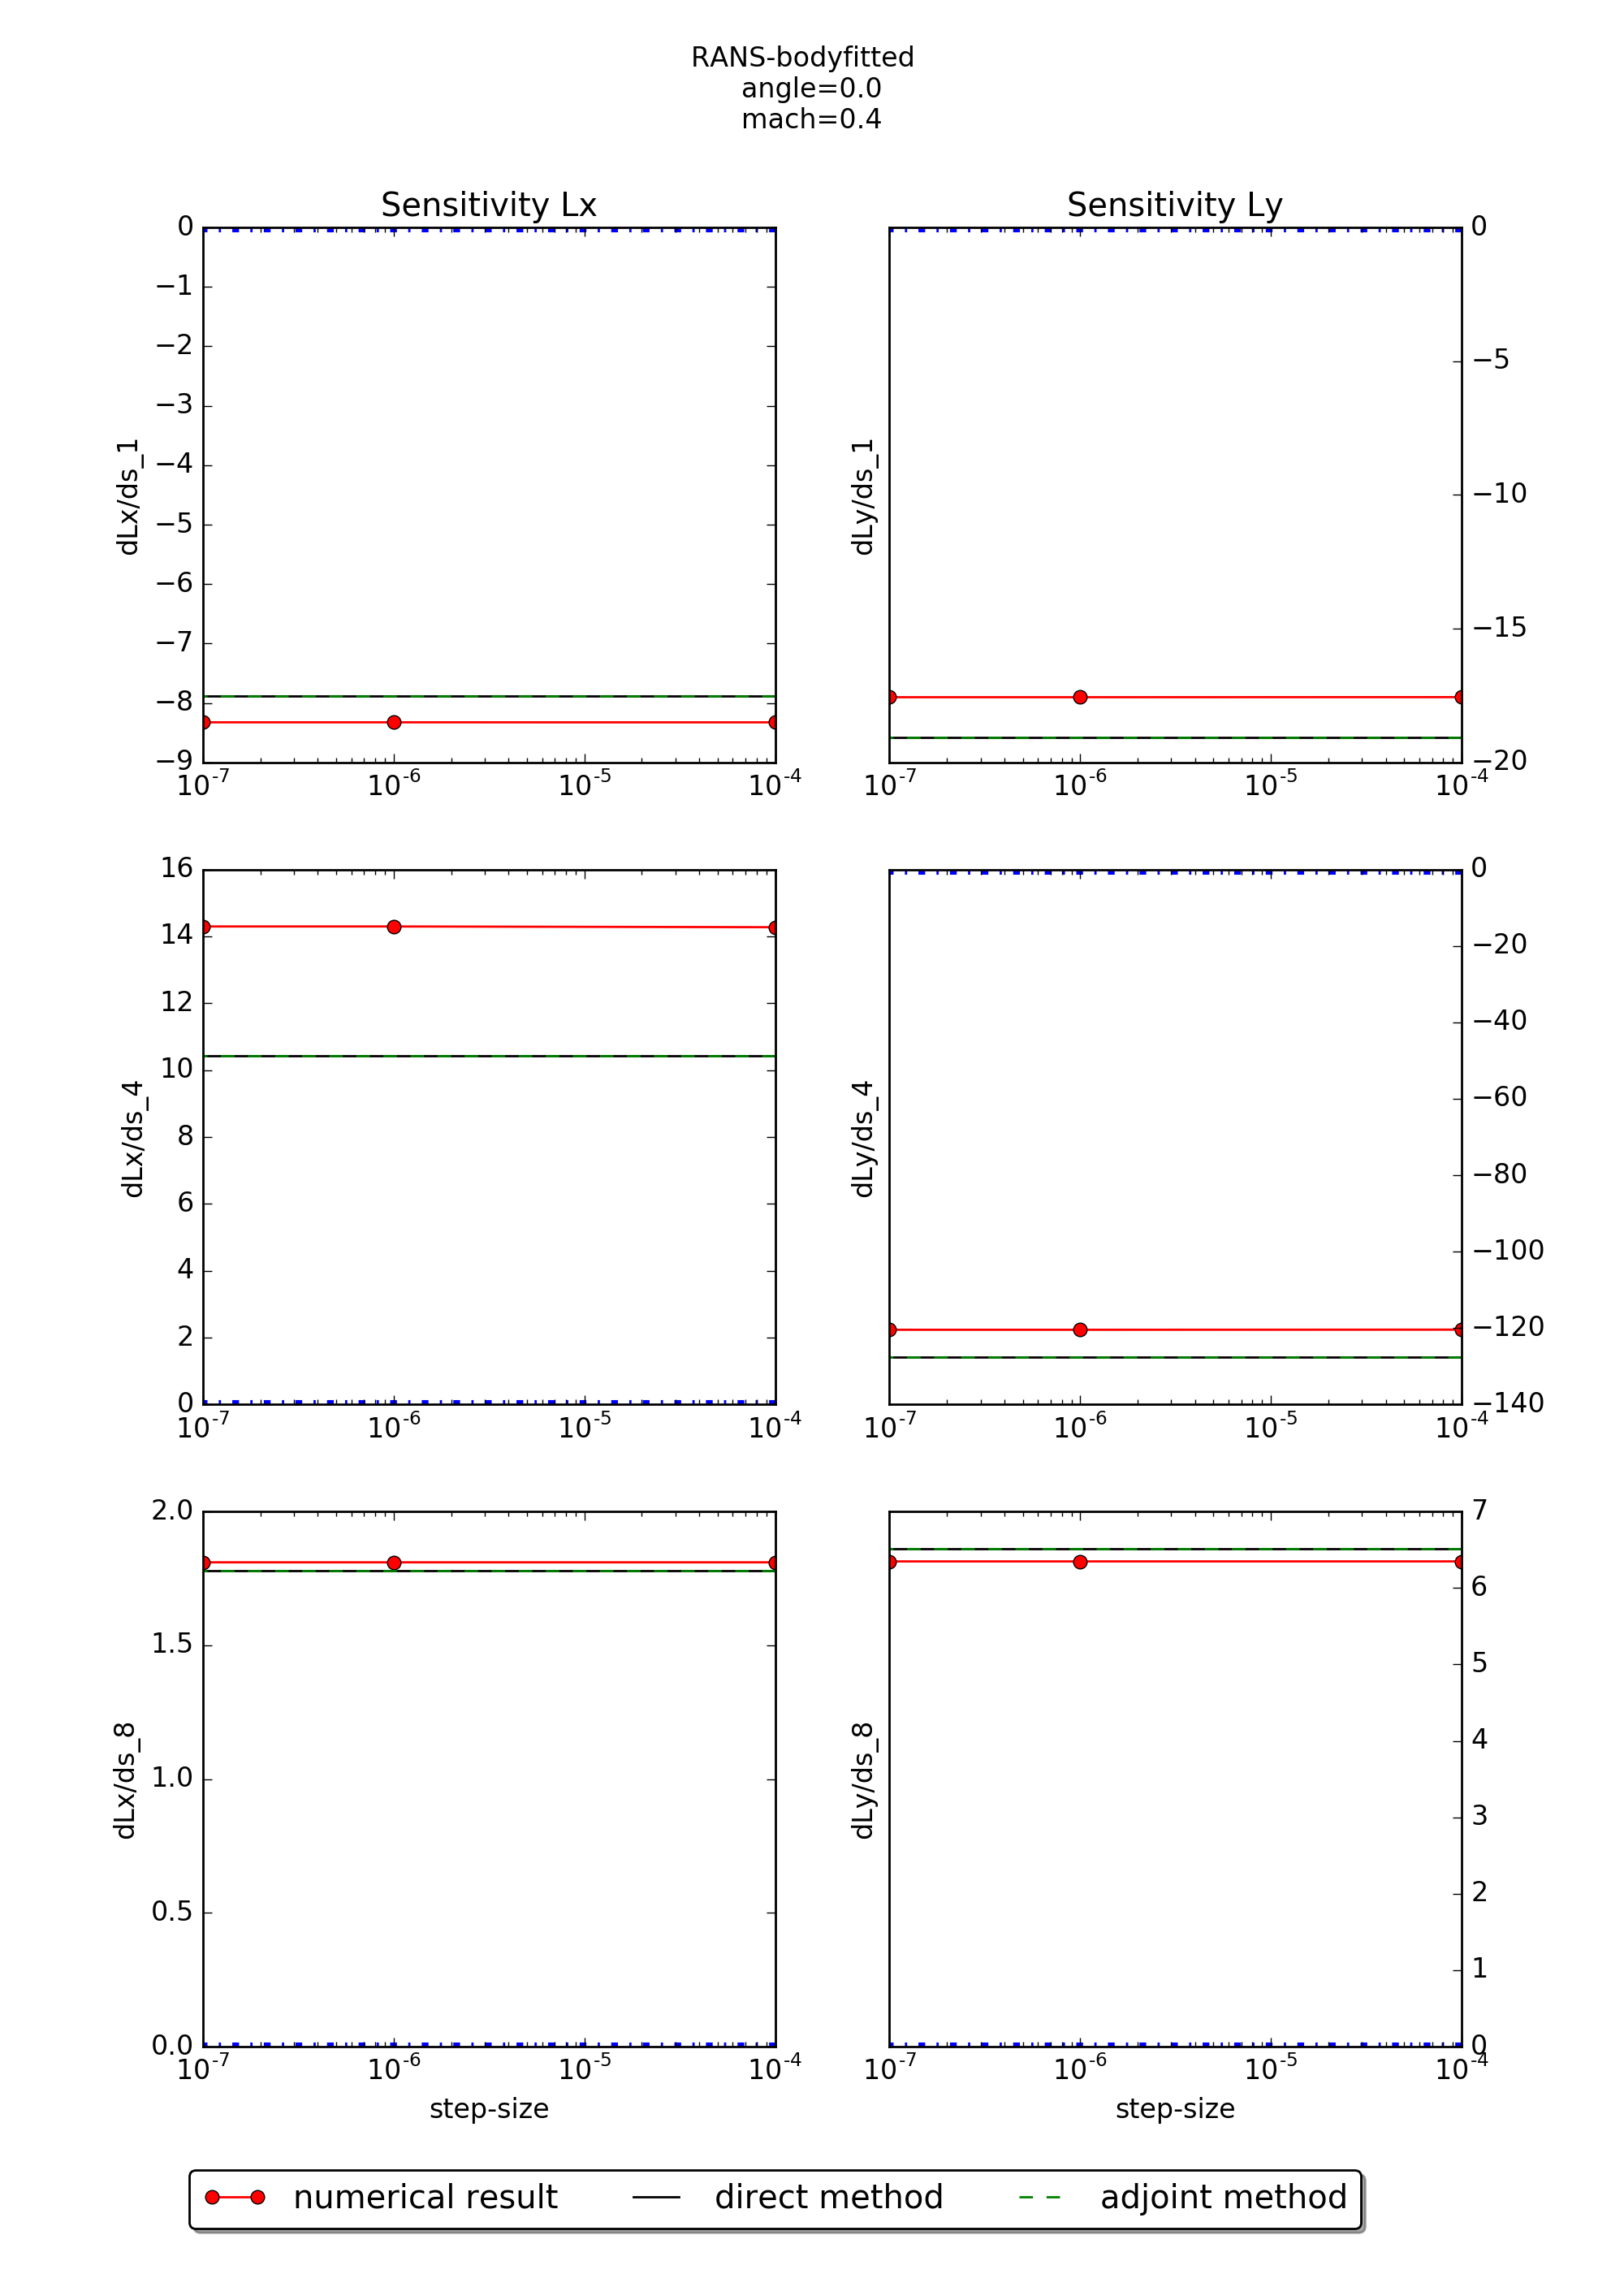 RANS-bodyfitted
angle=0.0
mach=0.4
Sensitivity Lx
Sensitivity Ly
dLx/ds_1
0
−1
−2
−3
−4
−5
−6
−7
−8
−9
10^-7 10^-6 10^-5 10^-4
dLy/ds_1
0
−5
−10
−15
−20
10^-7 10^-6 10^-5 10^-4
dLx/ds_4
16
14
12
10
8
6
4
2
0
10^-7 10^-6 10^-5 10^-4
dLy/ds_4
0
−20
−40
−60
−80
−100
−120
−140
10^-7 10^-6 10^-5 10^-4
dLx/ds_8
2.0
1.5
1.0
0.5
0.0
10^-7 10^-6 10^-5 10^-4
step-size
dLy/ds_8
7
6
5
4
3
2
1
0
10^-7 10^-6 10^-5 10^-4
step-size
numerical result direct method adjoint method